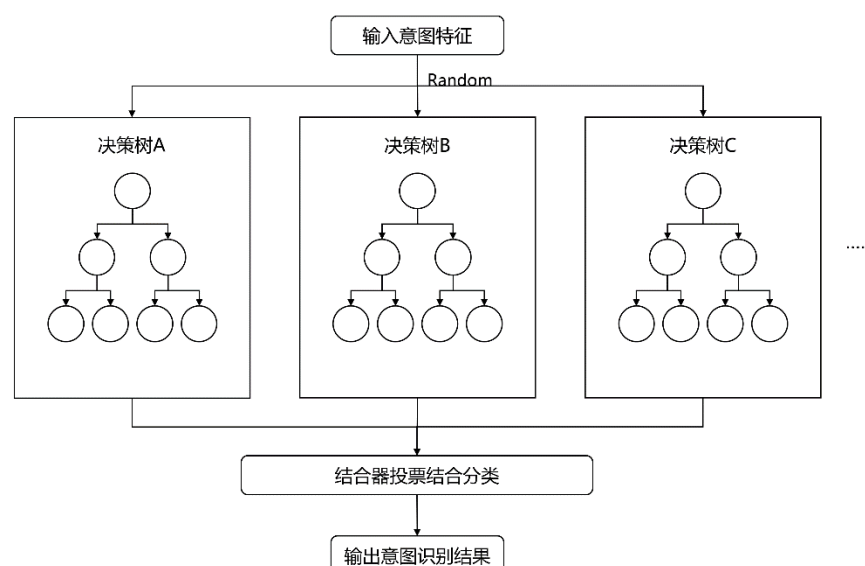 输入意图特征
Random
决策树A
决策树B
决策树C
....
结合器投票结合分类
输出意图识别结果